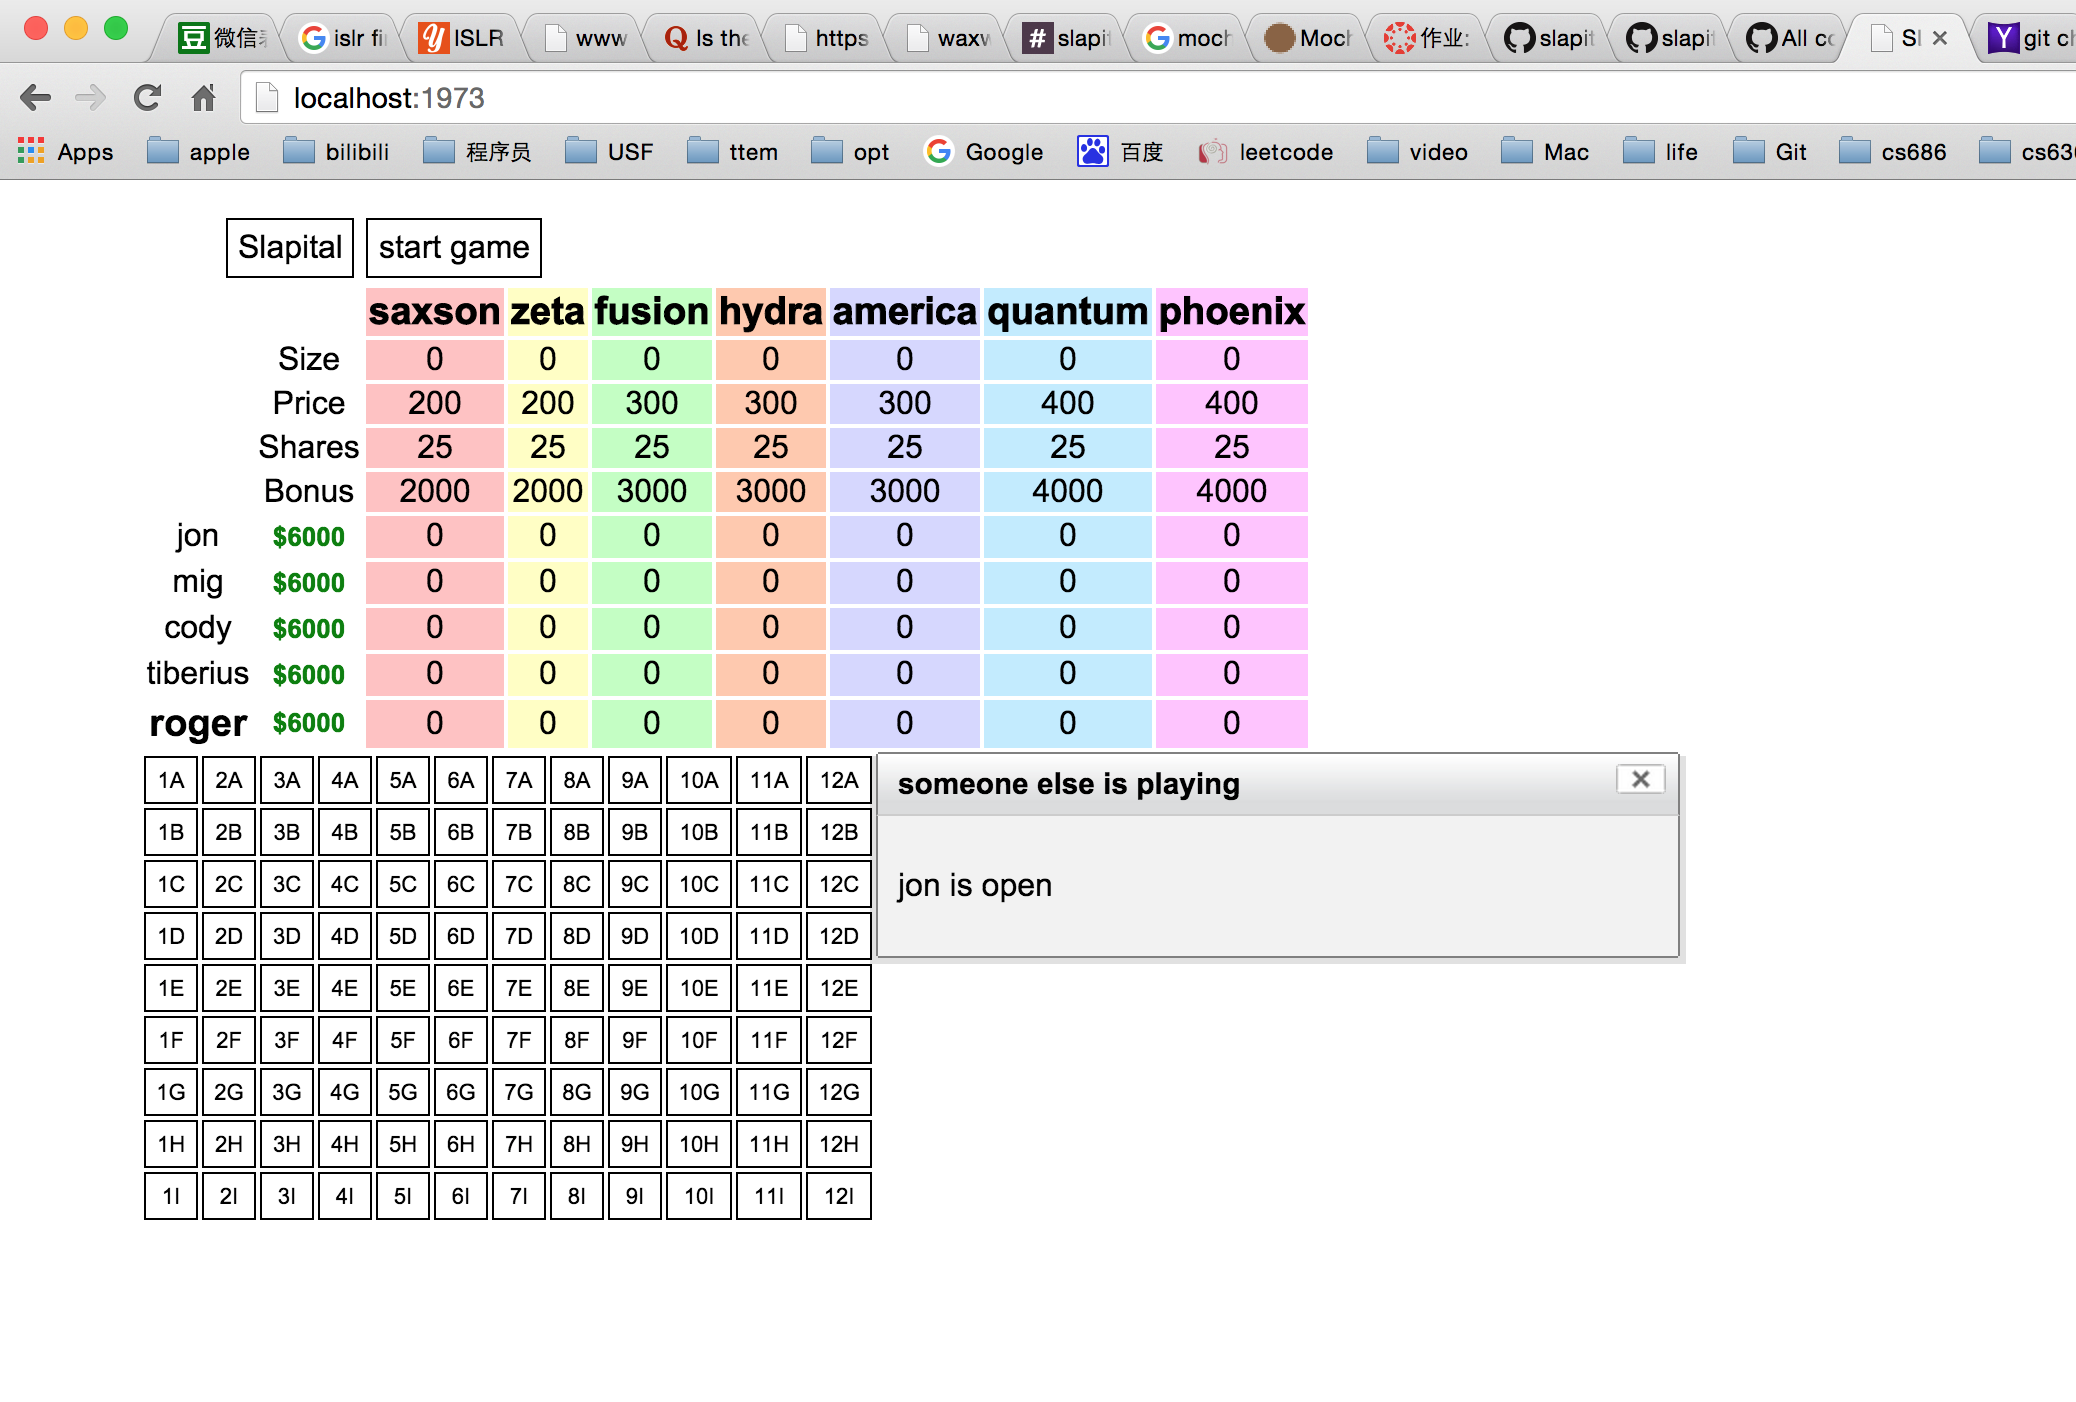 微信 islr fi ISLR www Is the https waxw slapit moch Moch 作业: slapit slapit All co Sl git ch
localhost:1973
Apps apple bilibili 程序员 USF ttem opt Google 百度 leetcode video Mac life Git cs686 cs63
Slapital start game
saxson zeta fusion hydra america quantum phoenix
Size 0 0 0 0 0 0 0
Price 200 200 300 300 300 400 400
Shares 25 25 25 25 25 25 25
Bonus 2000 2000 3000 3000 3000 4000 4000
jon $6000 0 0 0 0 0 0 0
mig $6000 0 0 0 0 0 0 0
cody $6000 0 0 0 0 0 0 0
tiberius $6000 0 0 0 0 0 0 0
roger $6000 0 0 0 0 0 0 0
1A 2A 3A 4A 5A 6A 7A 8A 9A 10A 11A 12A
1B 2B 3B 4B 5B 6B 7B 8B 9B 10B 11B 12B
1C 2C 3C 4C 5C 6C 7C 8C 9C 10C 11C 12C
1D 2D 3D 4D 5D 6D 7D 8D 9D 10D 11D 12D
1E 2E 3E 4E 5E 6E 7E 8E 9E 10E 11E 12E
1F 2F 3F 4F 5F 6F 7F 8F 9F 10F 11F 12F
1G 2G 3G 4G 5G 6G 7G 8G 9G 10G 11G 12G
1H 2H 3H 4H 5H 6H 7H 8H 9H 10H 11H 12H
1I 2I 3I 4I 5I 6I 7I 8I 9I 10I 11I 12I
someone else is playing
jon is open